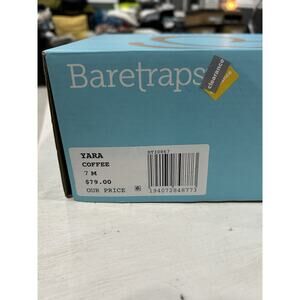 Baretraps
clearance
YARA
COFFEE
7 M
$79.00
OUR PRICE
194072848773